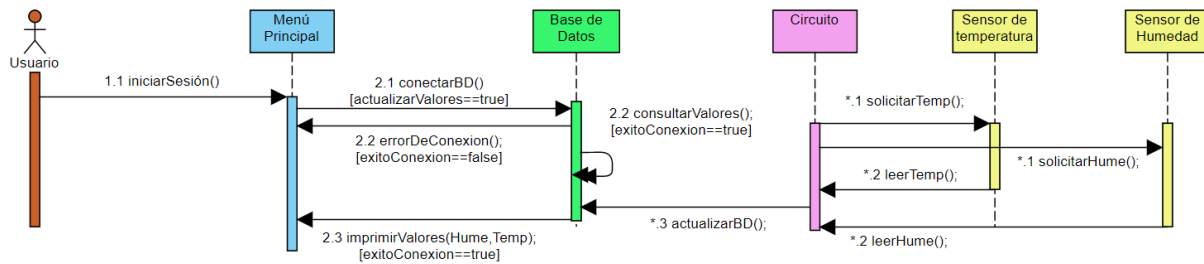 Usuario
Menú
Principal
Base de
Datos
Circuito
Sensor de
temperatura
Sensor de
Humedad
1.1 iniciarSesión()
2.1 conectarBD()
[actualizarValores==true]
2.2 errorDeConexion();
[exitoConexion==false]
2.2 consultarValores();
[exitoConexion==true]
*.1 solicitarTemp();
*.1 solicitarHume();
*.2 leerTemp();
*.3 actualizarBD();
*.2 leerHume();
2.3 imprimirValores(Hume,Temp);
[exitoConexion==true]